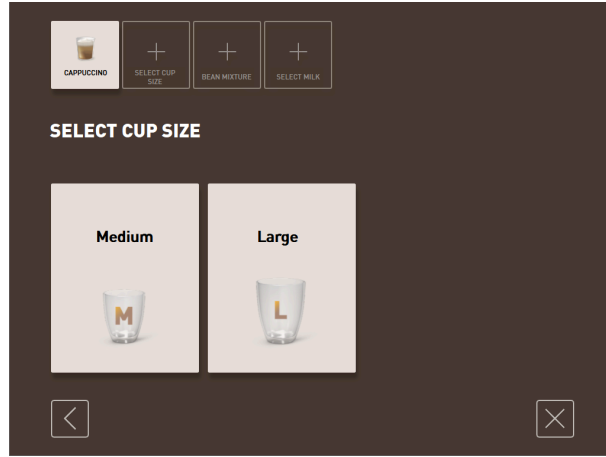 CAPPUCCINO
SELECT CUP
SIZE
BEAN MIXTURE
SELECT MILK
SELECT CUP SIZE
Medium
Large
M
L